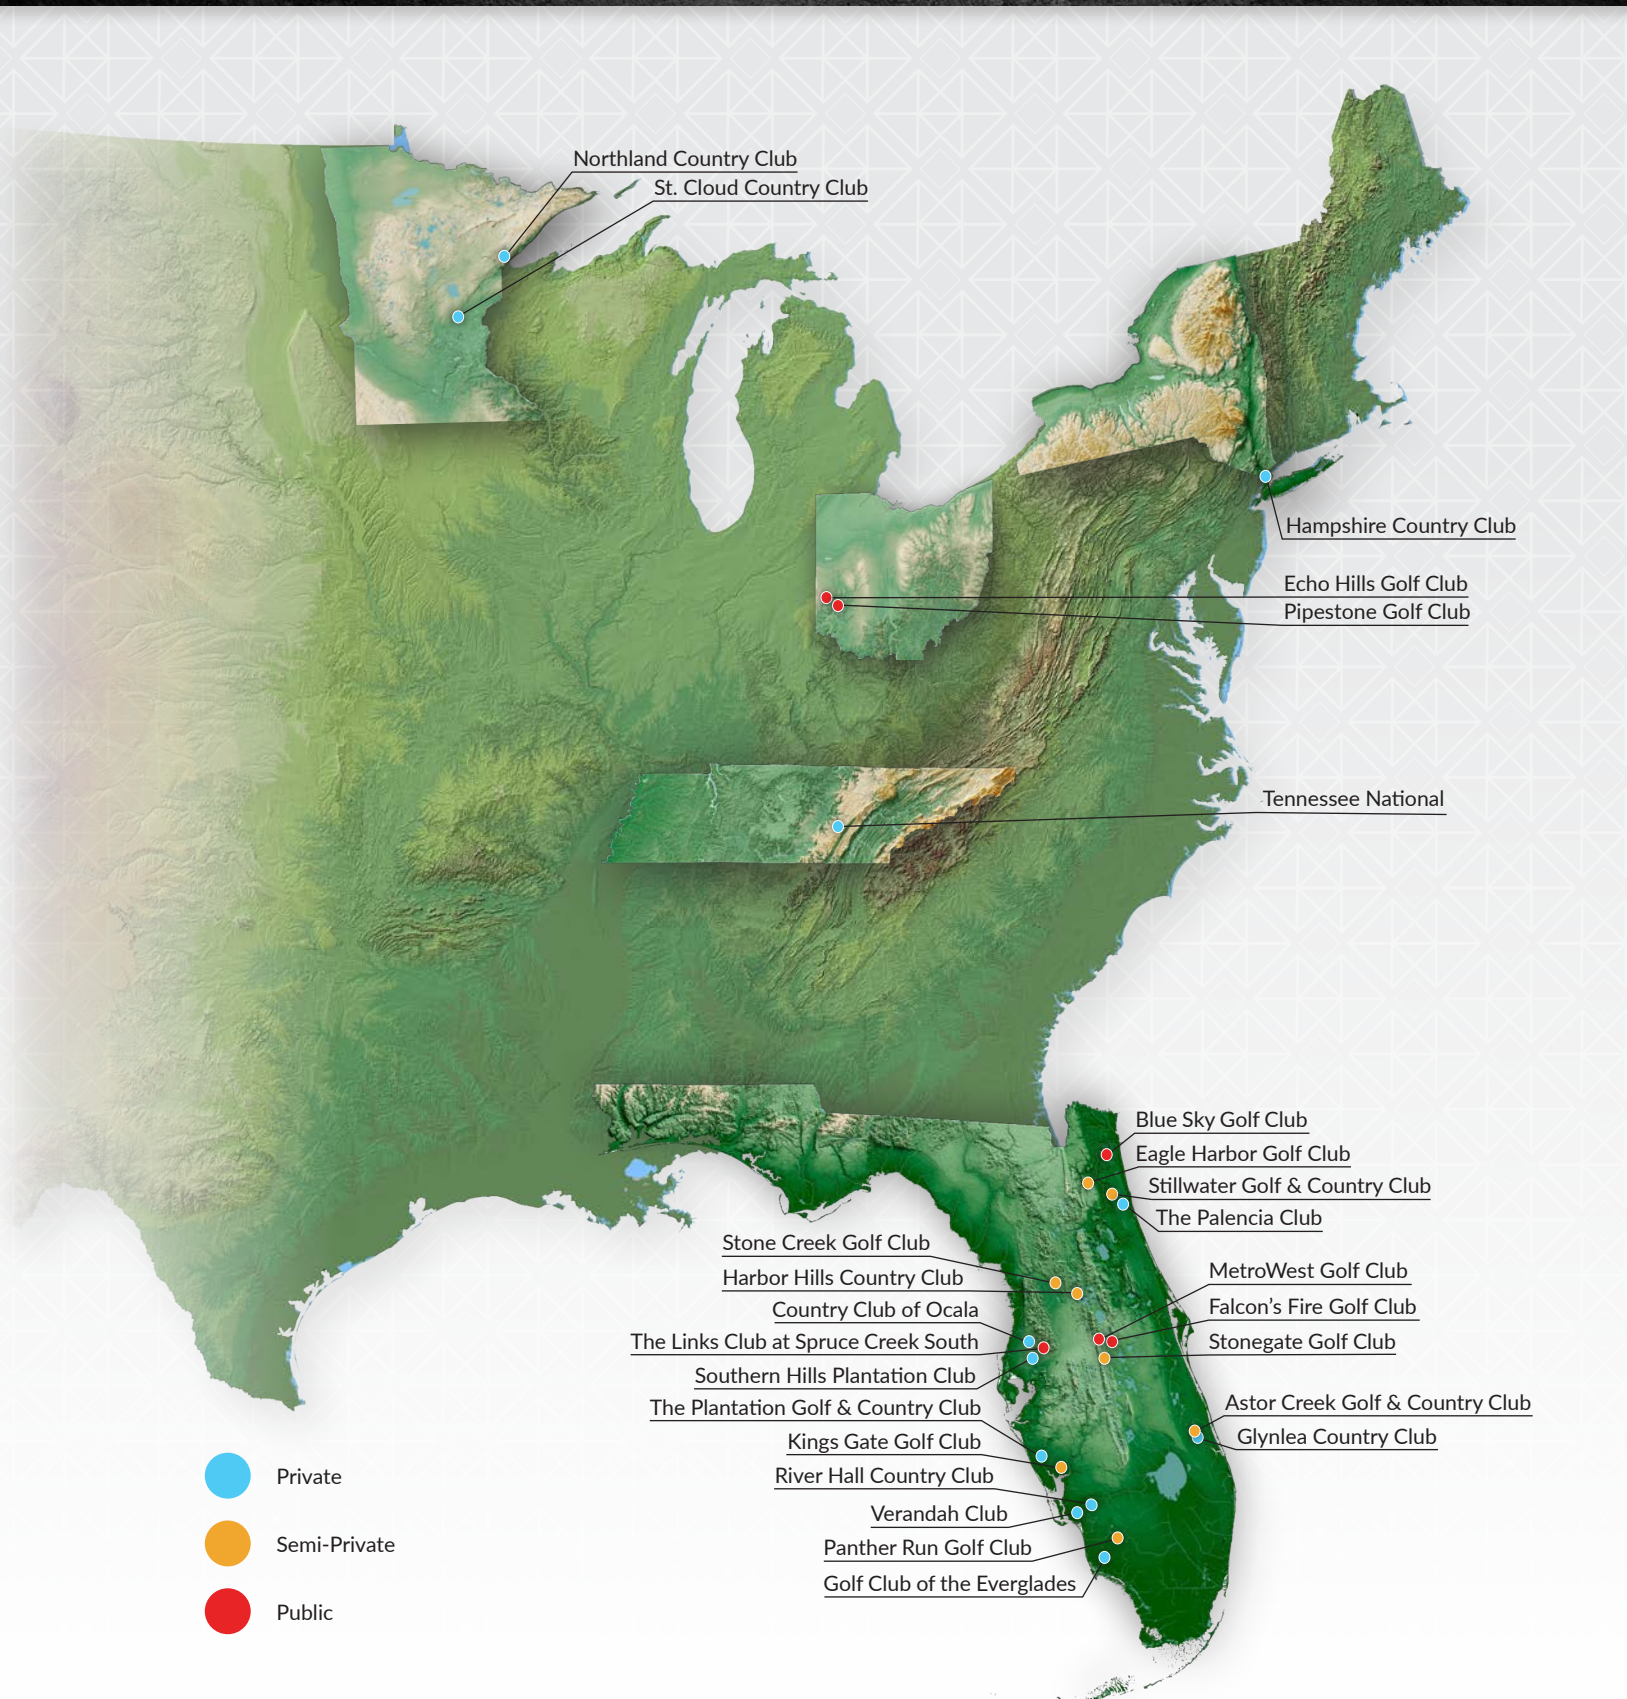 Northland Country Club
St. Cloud Country Club
Hampshire Country Club
Echo Hills Golf Club
Pipestone Golf Club
Tennessee National
Blue Sky Golf Club
Eagle Harbor Golf Club
Stillwater Golf & Country Club
The Palencia Club
Stone Creek Golf Club
Harbor Hills Country Club
Country Club of Ocala
The Links Club at Spruce Creek South
Southern Hills Plantation Club
The Plantation Golf & Country Club
Kings Gate Golf Club
River Hall Country Club
Verandah Club
Panther Run Golf Club
Golf Club of the Everglades
MetroWest Golf Club
Falcon's Fire Golf Club
Stonegate Golf Club
Astor Creek Golf & Country Club
Glynlea Country Club
Private
Semi-Private
Public